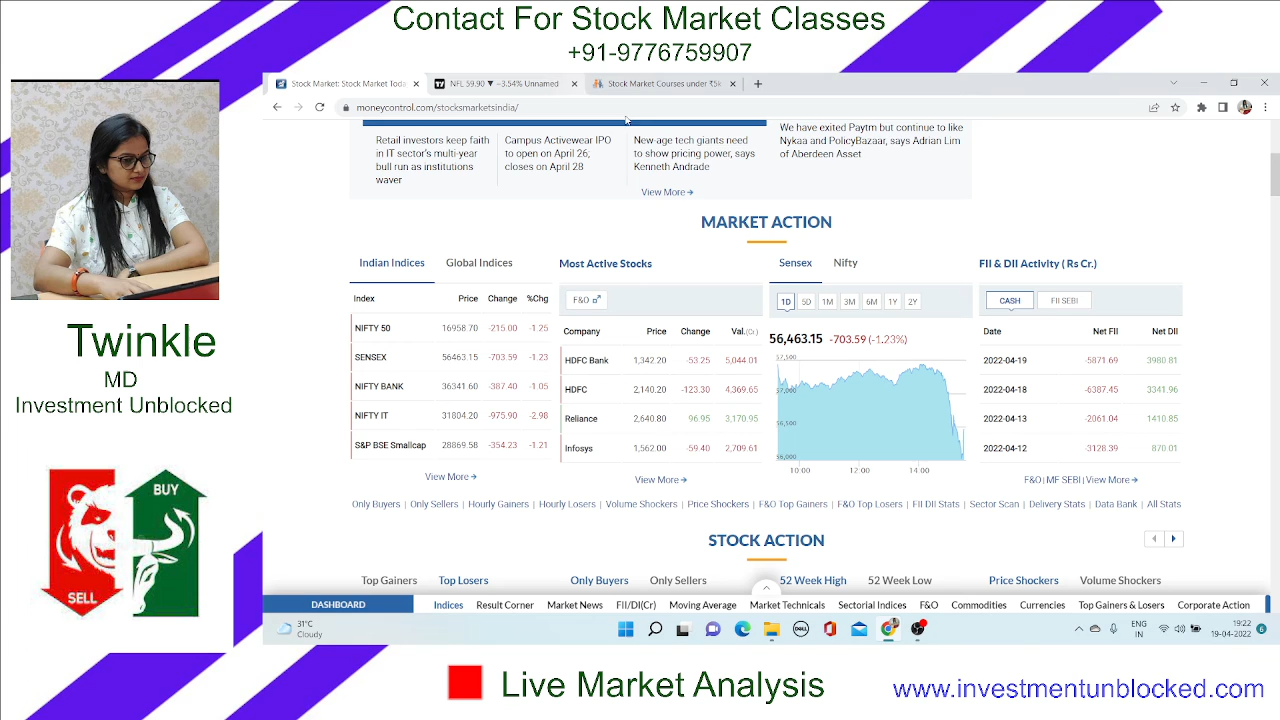 Contact For Stock Market Classes
+91-9776759907
Stock Market: Stock Market Toda
NFL 59.90 ▼ −3.54% Unnamed
Stock Market Courses under ₹5k
moneycontrol.com/stocksmarketsindia/
Retail investors keep faith
in IT sector's multi-year
bull run as institutions
waver
Campus Activewear IPO
to open on April 26,
closes on April 28
New-age tech giants need
to show pricing power, says
Kenneth Andrade
We have exited Paytm but continue to like
Nykaa and PolicyBazaar, says Adrian Lim
of Aberdeen Asset
View More
MARKET ACTION
Indian Indices Global Indices
Index Price Change %Chg
NIFTY 50 16958.70 -215.00 -1.25
SENSEX 56463.15 -703.59 -1.23
NIFTY BANK 36341.60 -387.40 -1.05
NIFTY IT 31804.20 -975.90 -2.98
S&P BSE Smallcap 28869.58 -354.23 -1.21
View More
Most Active Stocks
F&O
Company Price Change Val.(Cr)
HDFC Bank 1,342.20 -53.25 5,044.01
HDFC 2,140.20 -123.30 4,369.65
Reliance 2,640.80 96.95 3,170.95
Infosys 1,562.00 -59.40 2,709.61
View More
Sensex Nifty
1D 5D 1M 3M 6M 1Y 2Y
56,463.15 -703.59 (-1.23%)
57,500
57,000
56,500
56,000
10:00 12:00 14:00
FII & DII Activity ( Rs Cr.)
CASH FII SEBI
Date Net FII Net DII
2022-04-19 -5871.69 3980.81
2022-04-18 -6387.45 3341.96
2022-04-13 -2061.04 1410.85
2022-04-12 -3128.39 870.01
F&O | MF SEBI | View More
Only Buyers | Only Sellers | Hourly Gainers | Hourly Losers | Volume Shockers | Price Shockers | F&O Top Gainers | F&O Top Losers | FII DII Stats | Sector Scan | Delivery Stats | Data Bank | All Stats
STOCK ACTION
Top Gainers Top Losers Only Buyers Only Sellers 52 Week High 52 Week Low Price Shockers Volume Shockers
DASHBOARD Indices Result Corner Market News FII/DI(Cr) Moving Average Market Technicals Sectorial Indices F&O Commodities Currencies Top Gainers & Losers Corporate Action
31°C
Cloudy
DELL
ENG
IN
19:22
19-04-2022
6
Twinkle
MD
Investment Unblocked
BUY
SELL
Live Market Analysis
www.investmentunblocked.com